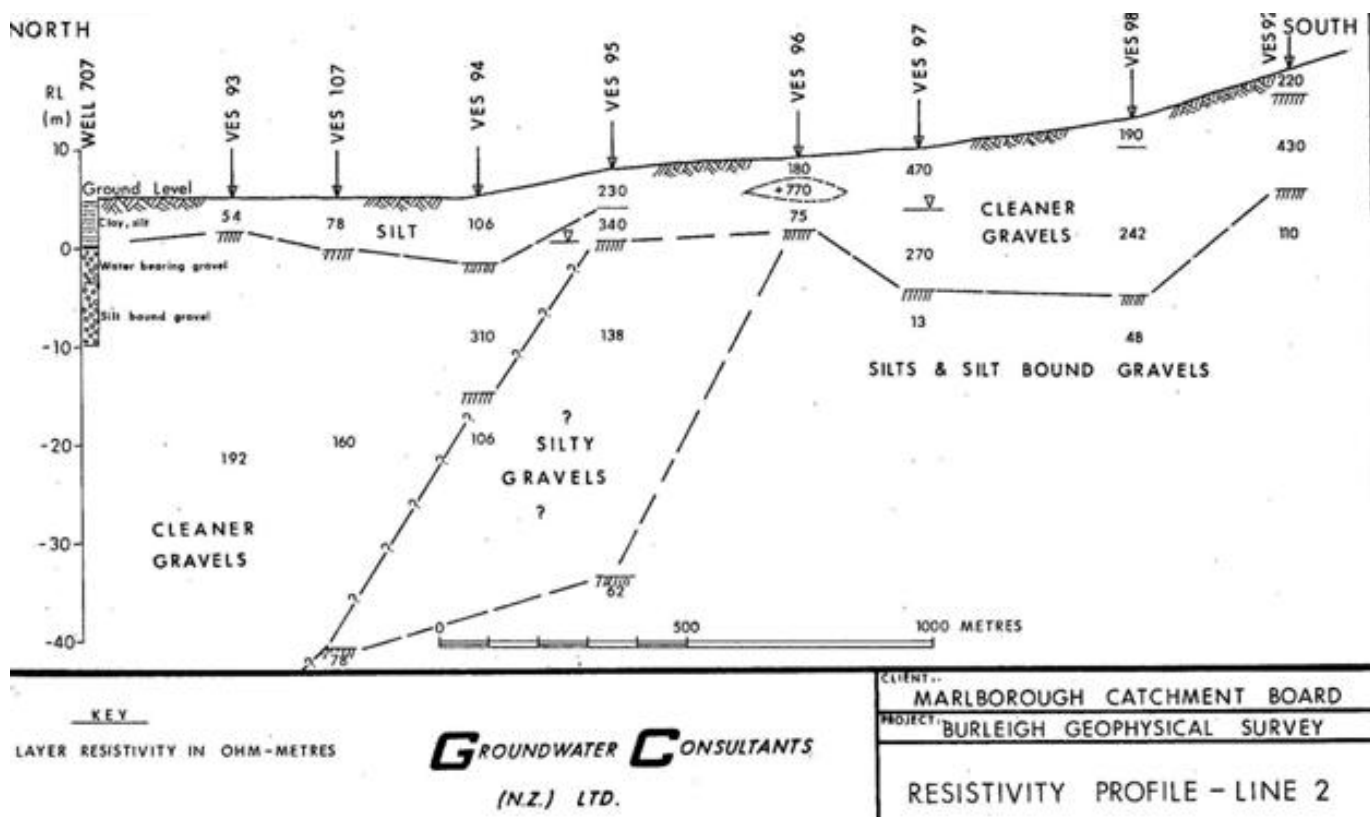 NORTH
SOUTH
RL
(m)
WELL 707
VES 93
VES 107
VES 94
VES 95
VES 96
VES 97
VES 98
10
0
-10
-20
-30
-40
Ground Level
Clay, silt
Water bearing gravel
Silt bound gravel
54
78
SILT
106
230
340
180
+770
75
470
270
190
242
220
430
110
CLEANER
GRAVELS
310
138
13
48
SILTS & SILT BOUND GRAVELS
192
160
106
?
SILTY
GRAVELS
?
CLEANER
GRAVELS
62
78
? ? ? ? ? ? ? ? ?
0 500 1000 METRES
KEY
LAYER RESISTIVITY IN OHM-METRES
GROUNDWATER CONSULTANTS
(N.Z.) LTD.
CLIENT:-
MARLBOROUGH CATCHMENT BOARD
PROJECT:
BURLEIGH GEOPHYSICAL SURVEY
RESISTIVITY PROFILE - LINE 2